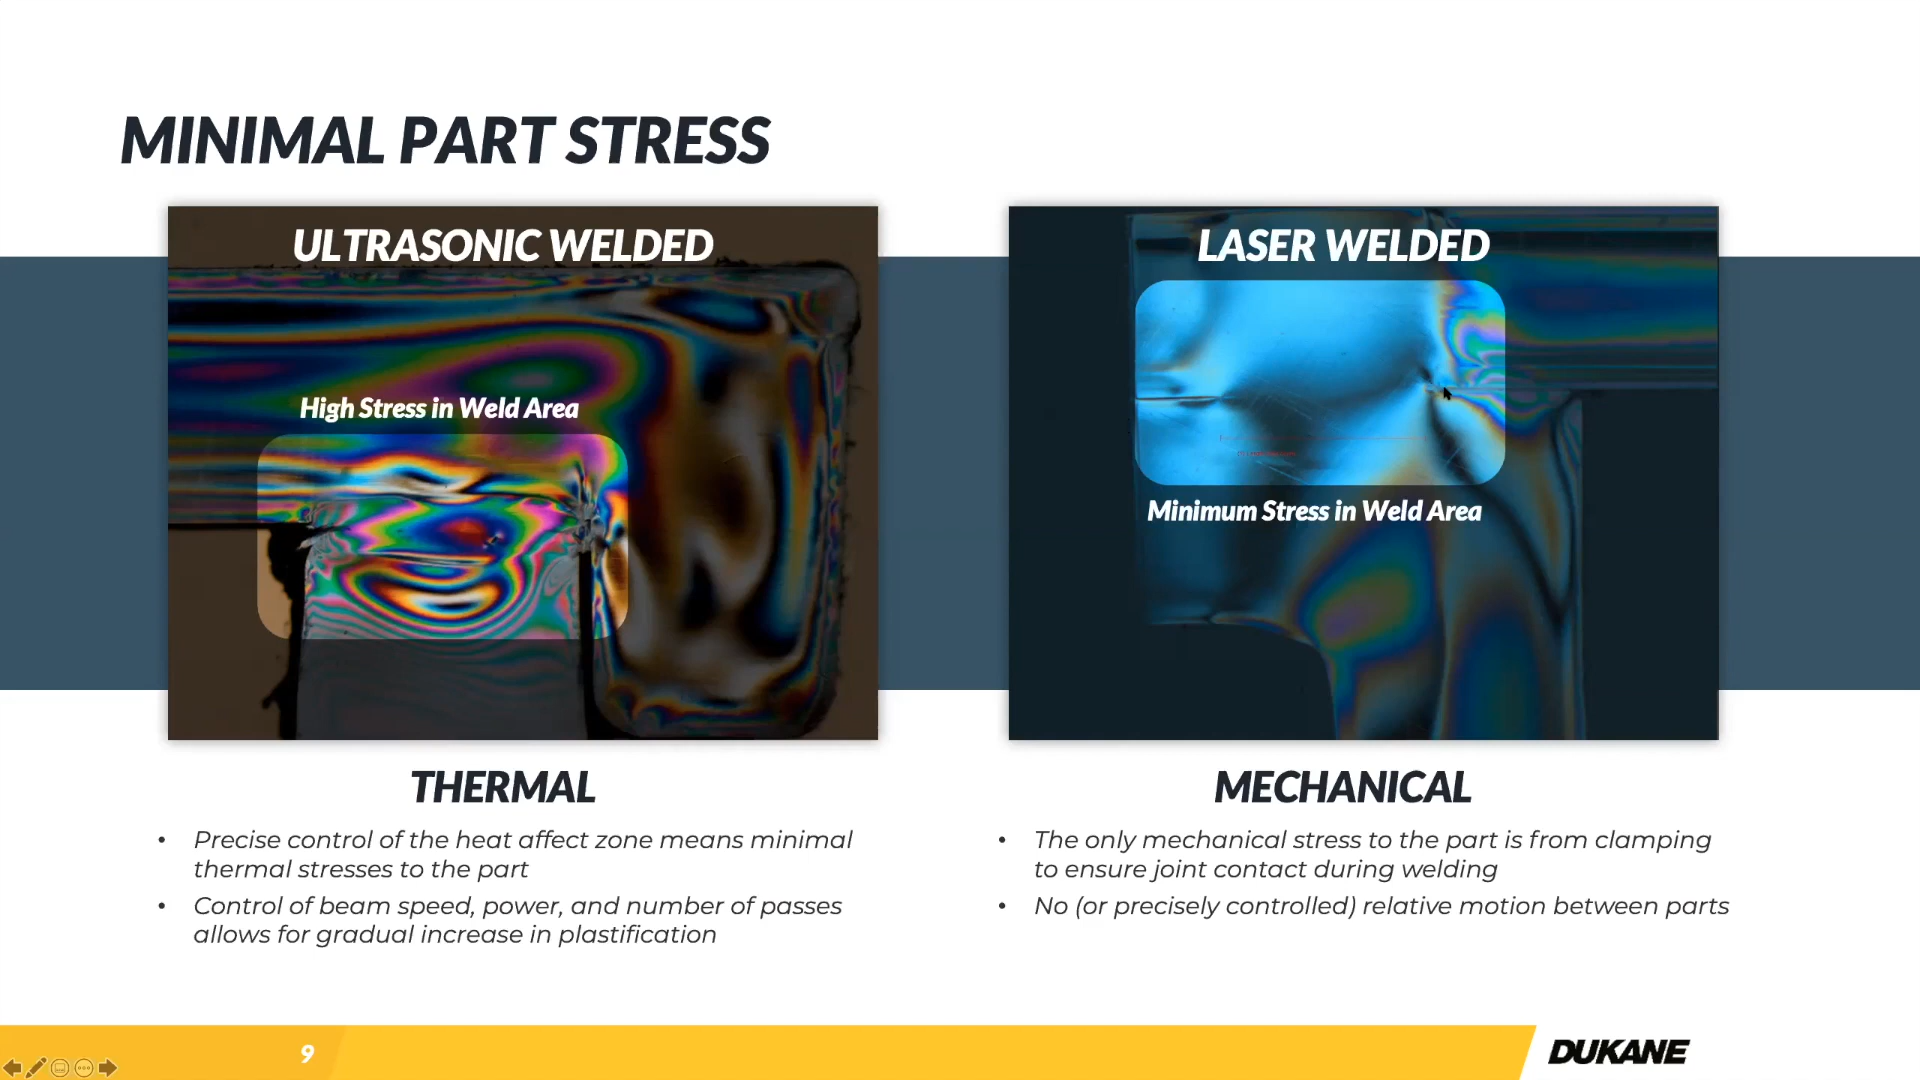 MINIMAL PART STRESS
ULTRASONIC WELDED
High Stress in Weld Area
LASER WELDED
Minimum Stress in Weld Area
THERMAL
• Precise control of the heat affect zone means minimal
thermal stresses to the part
• Control of beam speed, power, and number of passes
allows for gradual increase in plastification
MECHANICAL
• The only mechanical stress to the part is from clamping
to ensure joint contact during welding
• No (or precisely controlled) relative motion between parts
9
DUKANE